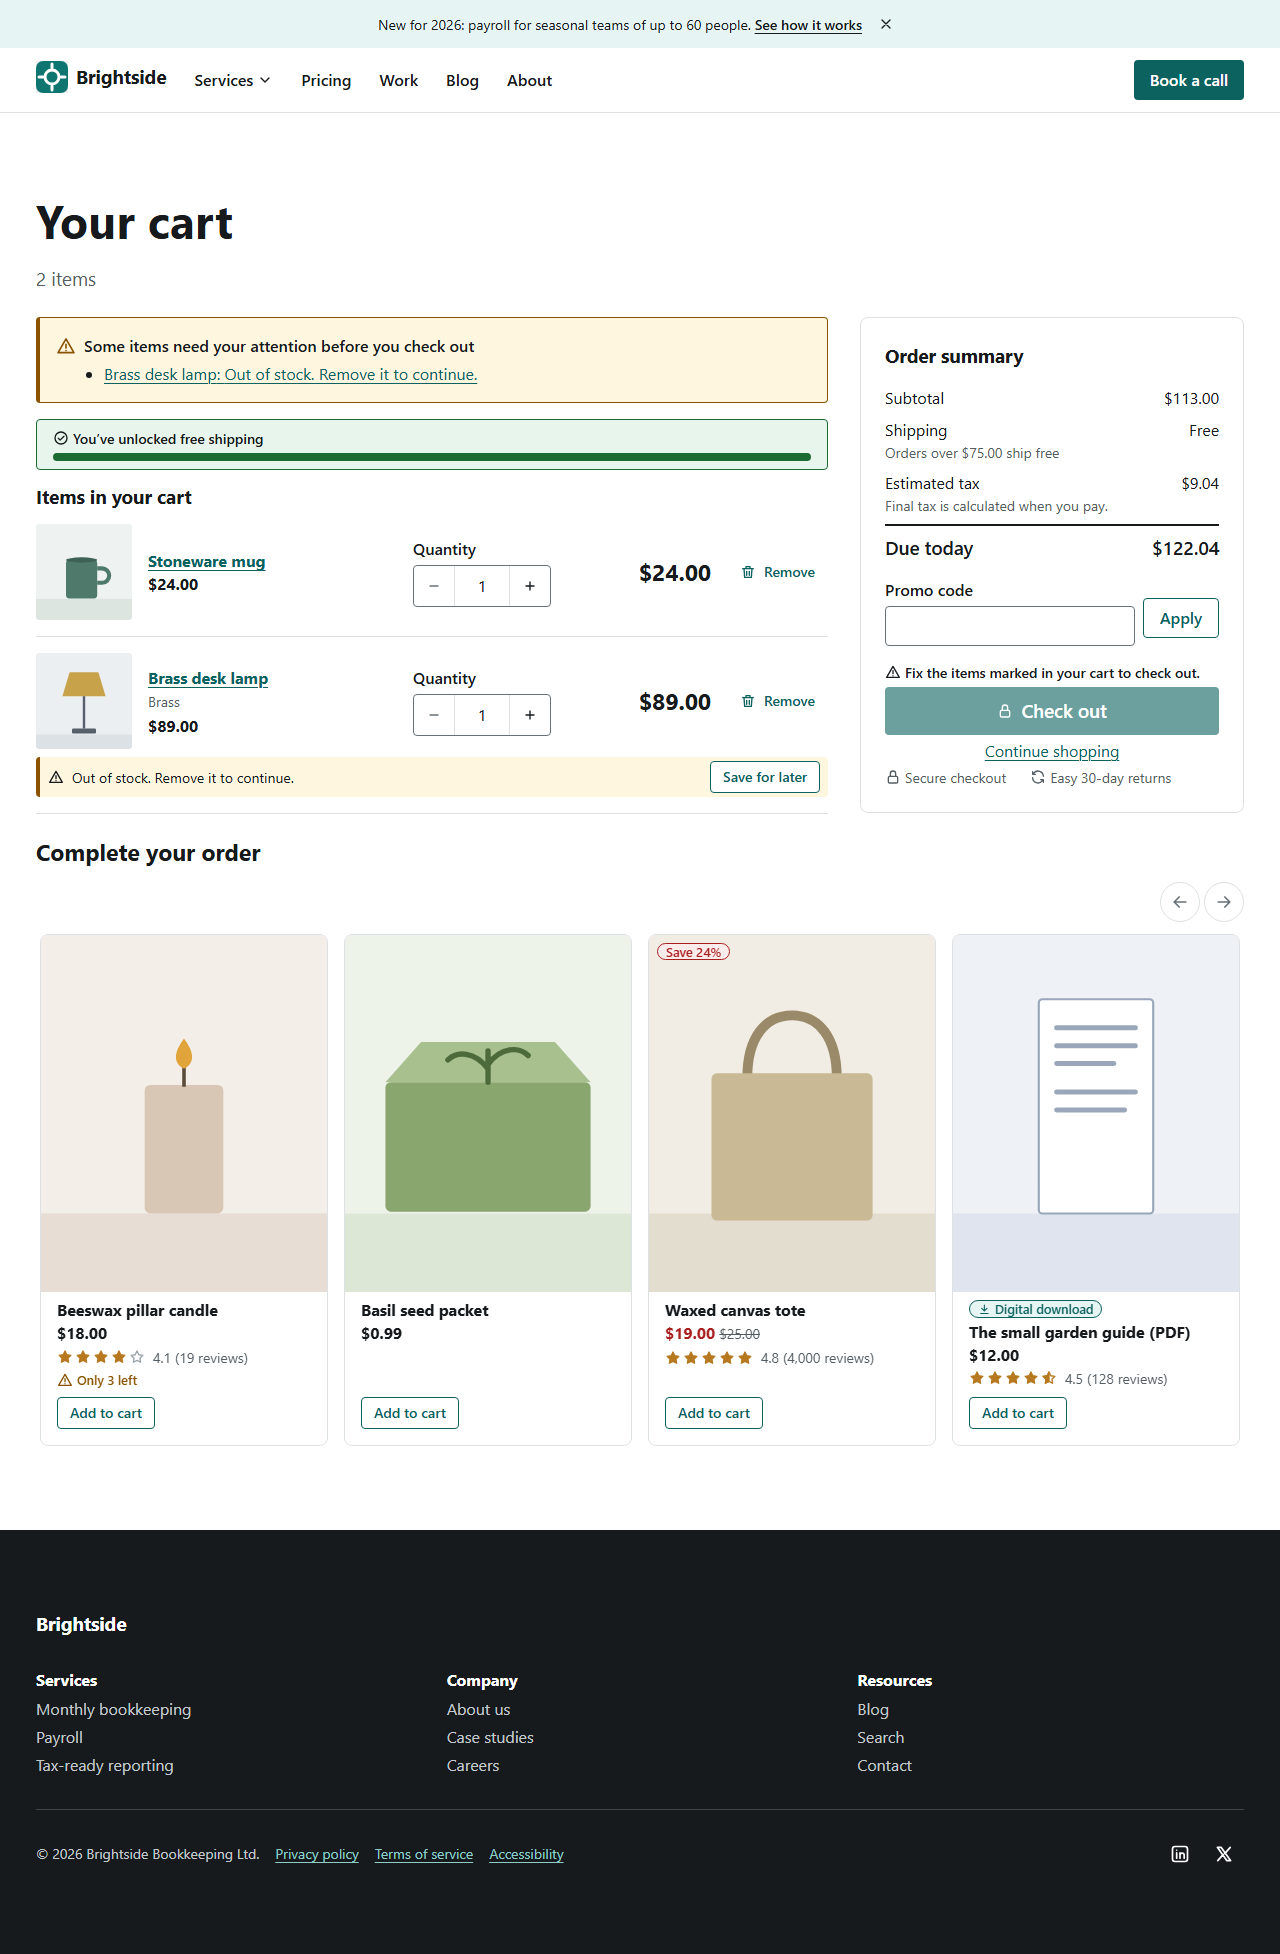 New for 2026: payroll for seasonal teams of up to 60 people. See how it works
Brightside
Services
Pricing
Work
Blog
About
Book a call
Your cart
2 items
Some items need your attention before you check out
Brass desk lamp: Out of stock. Remove it to continue.
You’ve unlocked free shipping
Items in your cart
Stoneware mug
$24.00
Quantity
1
$24.00
Remove
Brass desk lamp
Brass
$89.00
Quantity
1
$89.00
Remove
Out of stock. Remove it to continue.
Save for later
Order summary
Subtotal $113.00
Shipping Free
Orders over $75.00 ship free
Estimated tax $9.04
Final tax is calculated when you pay.
Due today $122.04
Promo code
Apply
Fix the items marked in your cart to check out.
Check out
Continue shopping
Secure checkout
Easy 30-day returns
Complete your order
Beeswax pillar candle
$18.00
4.1 (19 reviews)
Only 3 left
Add to cart
Basil seed packet
$0.99
Add to cart
Save 24%
Waxed canvas tote
$19.00 $25.00
4.8 (4,000 reviews)
Add to cart
Digital download
The small garden guide (PDF)
$12.00
4.5 (128 reviews)
Add to cart
Brightside
Services
Monthly bookkeeping
Payroll
Tax-ready reporting
Company
About us
Case studies
Careers
Resources
Blog
Search
Contact
© 2026 Brightside Bookkeeping Ltd.
Privacy policy
Terms of service
Accessibility